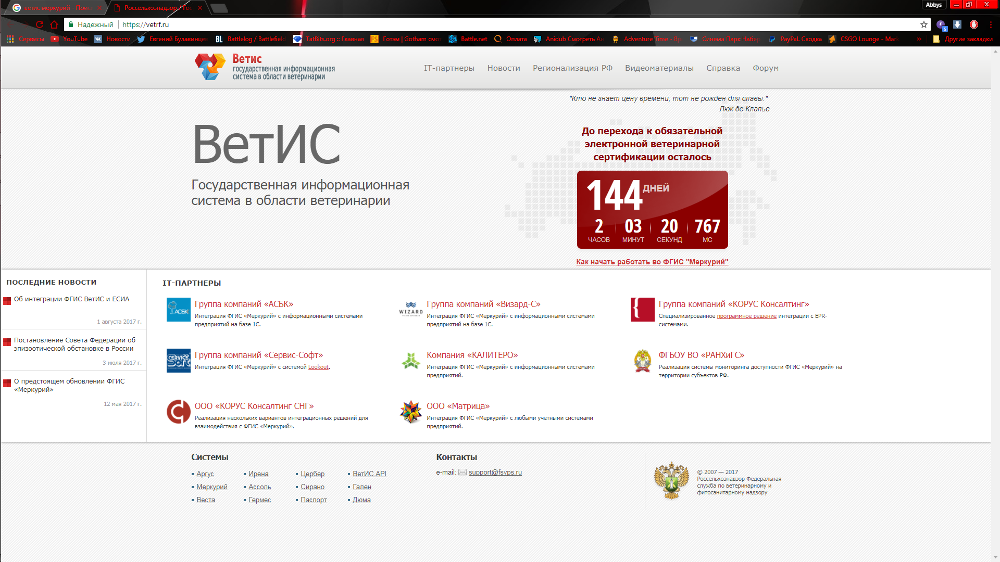 ветис меркурий - Поис
Россельхознадзор / Гос
Abbys
Надежный
https://vetrf.ru
Сервисы
YouTube
Новости
Евгений Булавинцев
Battlelog / Battlefield
TatBits.org :: Главная
Готэм | Gotham смо
Battle.net
Оплата
Anidub Смотреть Ан
Adventure Time - Вр
Синема Парк Набер
PayPal. Сводка
CSGO Lounge - Mark
»
Другие закладки
Ветис
государственная информационная
система в области ветеринарии
IT-партнеры
Новости
Регионализация РФ
Видеоматериалы
Справка
Форум
"Кто не знает цену времени, тот не рожден для славы."
Люк де Клапье
ВетИС
Государственная информационная
система в области ветеринарии
До перехода к обязательной
электронной ветеринарной
сертификации осталось
144 ДНЕЙ
2 03 20 767
ЧАСОВ МИНУТ СЕКУНД МС
Как начать работать во ФГИС "Меркурий"
ПОСЛЕДНИЕ НОВОСТИ
Об интеграции ФГИС ВетИС и ЕСИА
1 августа 2017 г.
Постановление Совета Федерации об
эпизоотической обстановке в России
3 июля 2017 г.
О предстоящем обновлении ФГИС
«Меркурий»
12 мая 2017 г.
IT-ПАРТНЕРЫ
АСБК
Группа компаний «АСБК»
Интеграция ФГИС «Меркурий» с информационными системами
предприятий на базе 1С.
WIZARD
Группа компаний «Визард-С»
Интеграция ФГИС «Меркурий» с информационными системами
предприятий на базе 1С.
Группа компаний «КОРУС Консалтинг»
Специализированное программное решение интеграции с EPR-
системами.
СЕРВИС Soft
Группа компаний «Сервис-Софт»
Интеграция ФГИС «Меркурий» с системой Lookout.
Компания «КАЛИТЕРО»
Интеграция ФГИС «Меркурий» с информационными системами
предприятий.
ФГБОУ ВО «РАНХиГС»
Реализация системы мониторинга доступности ФГИС «Меркурий» на
территории субъектов РФ.
ООО «КОРУС Консалтинг СНГ»
Реализация нескольких вариантов интеграционных решений для
взаимодействия с ФГИС «Меркурий».
ООО «Матрица»
Интеграция ФГИС «Меркурий» с любыми учётными системами
предприятий.
Системы
Аргус
Ирена
Цербер
ВетИС.API
Меркурий
Ассоль
Сирано
Гален
Веста
Гермес
Паспорт
Дюма
Контакты
e-mail: support@fsvps.ru
© 2007 — 2017
Россельхознадзор Федеральная
служба по ветеринарному и
фитосанитарному надзору